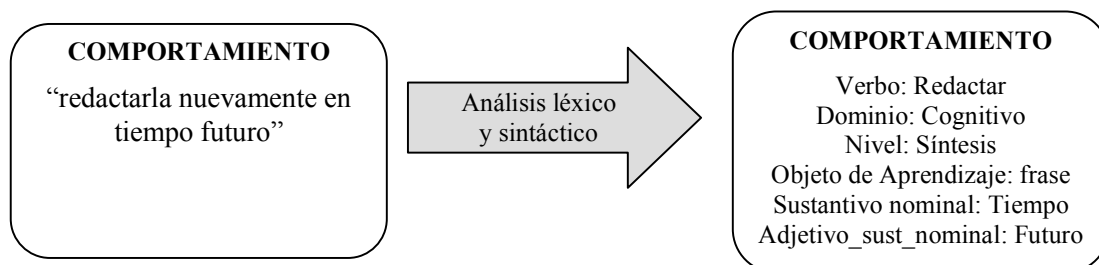 COMPORTAMIENTO
“redactarla nuevamente en
tiempo futuro”
Análisis léxico
y sintáctico
COMPORTAMIENTO
Verbo: Redactar
Dominio: Cognitivo
Nivel: Síntesis
Objeto de Aprendizaje: frase
Sustantivo nominal: Tiempo
Adjetivo_sust_nominal: Futuro